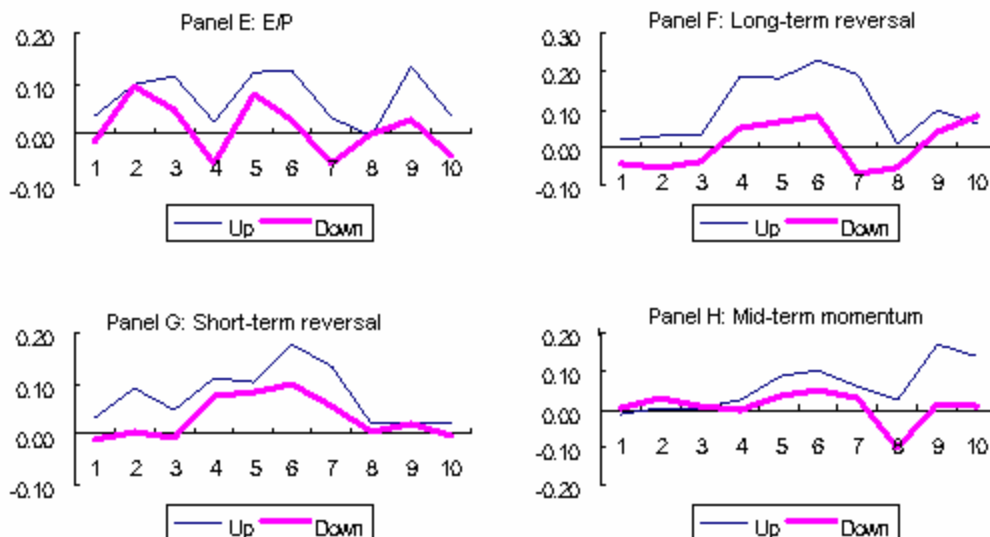 Panel E: E/P
0.20
0.10
0.00
-0.10
1 2 3 4 5 6 7 8 9 10
Up Down
Panel F: Long-term reversal
0.30
0.20
0.10
0.00
-0.10
1 2 3 4 5 6 7 8 9 10
Up Down
Panel G: Short-term reversal
0.20
0.10
0.00
-0.10
1 2 3 4 5 6 7 8 9 10
Up Down
Panel H: Mid-term momentum
0.20
0.10
0.00
-0.10
-0.20
1 2 3 4 5 6 7 8 9 10
Up Down